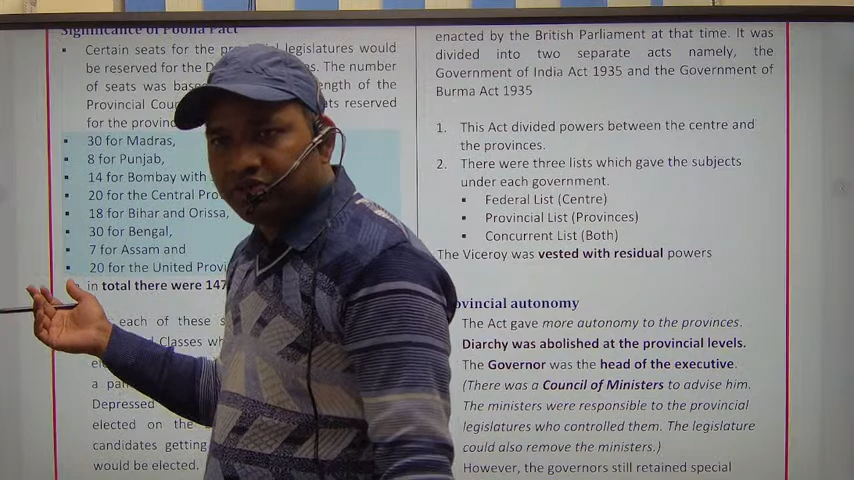 Significance of Poona Pact
Certain seats for the provincial legislatures would
be reserved for the D es. The number
of seats was base ength of the
Provincial Cou ts reserved
for the provin
30 for Madras,
8 for Punjab,
14 for Bombay with
20 for the Central Pro
18 for Bihar and Orissa,
30 for Bengal,
7 for Assam and
20 for the United Provi
in total there were 147
each of these s
Classes wh
a pa
Depressed
elected on the
candidates getting
would be elected.
enacted by the British Parliament at that time. It was
divided into two separate acts namely, the
Government of India Act 1935 and the Government of
Burma Act 1935
1. This Act divided powers between the centre and
the provinces.
2. There were three lists which gave the subjects
under each government.
Federal List (Centre)
Provincial List (Provinces)
Concurrent List (Both)
The Viceroy was vested with residual powers
ovincial autonomy
The Act gave more autonomy to the provinces.
Diarchy was abolished at the provincial levels.
The Governor was the head of the executive.
(There was a Council of Ministers to advise him.
The ministers were responsible to the provincial
legislatures who controlled them. The legislature
could also remove the ministers.)
However, the governors still retained special